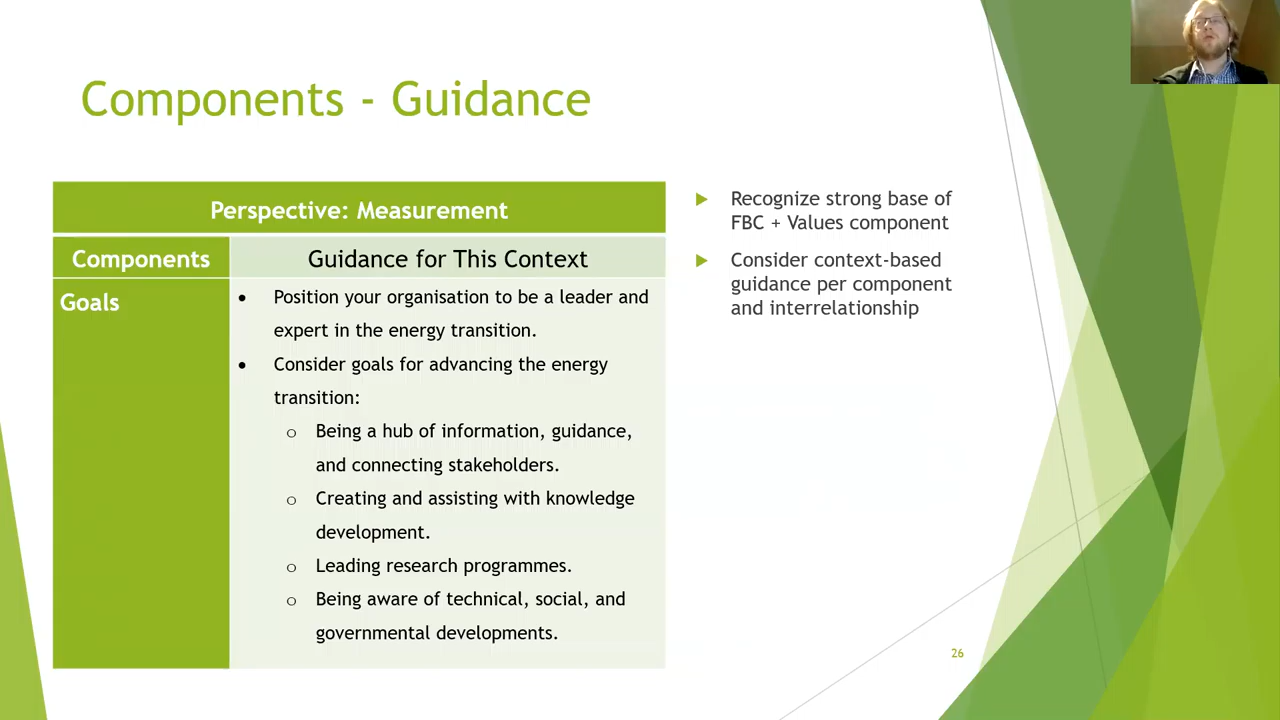 Components - Guidance
Perspective: Measurement
Components
Guidance for This Context
Goals
• Position your organisation to be a leader and
expert in the energy transition.
• Consider goals for advancing the energy
transition:
o Being a hub of information, guidance,
and connecting stakeholders.
o Creating and assisting with knowledge
development.
o Leading research programmes.
o Being aware of technical, social, and
governmental developments.
Recognize strong base of
FBC + Values component
Consider context-based
guidance per component
and interrelationship
26